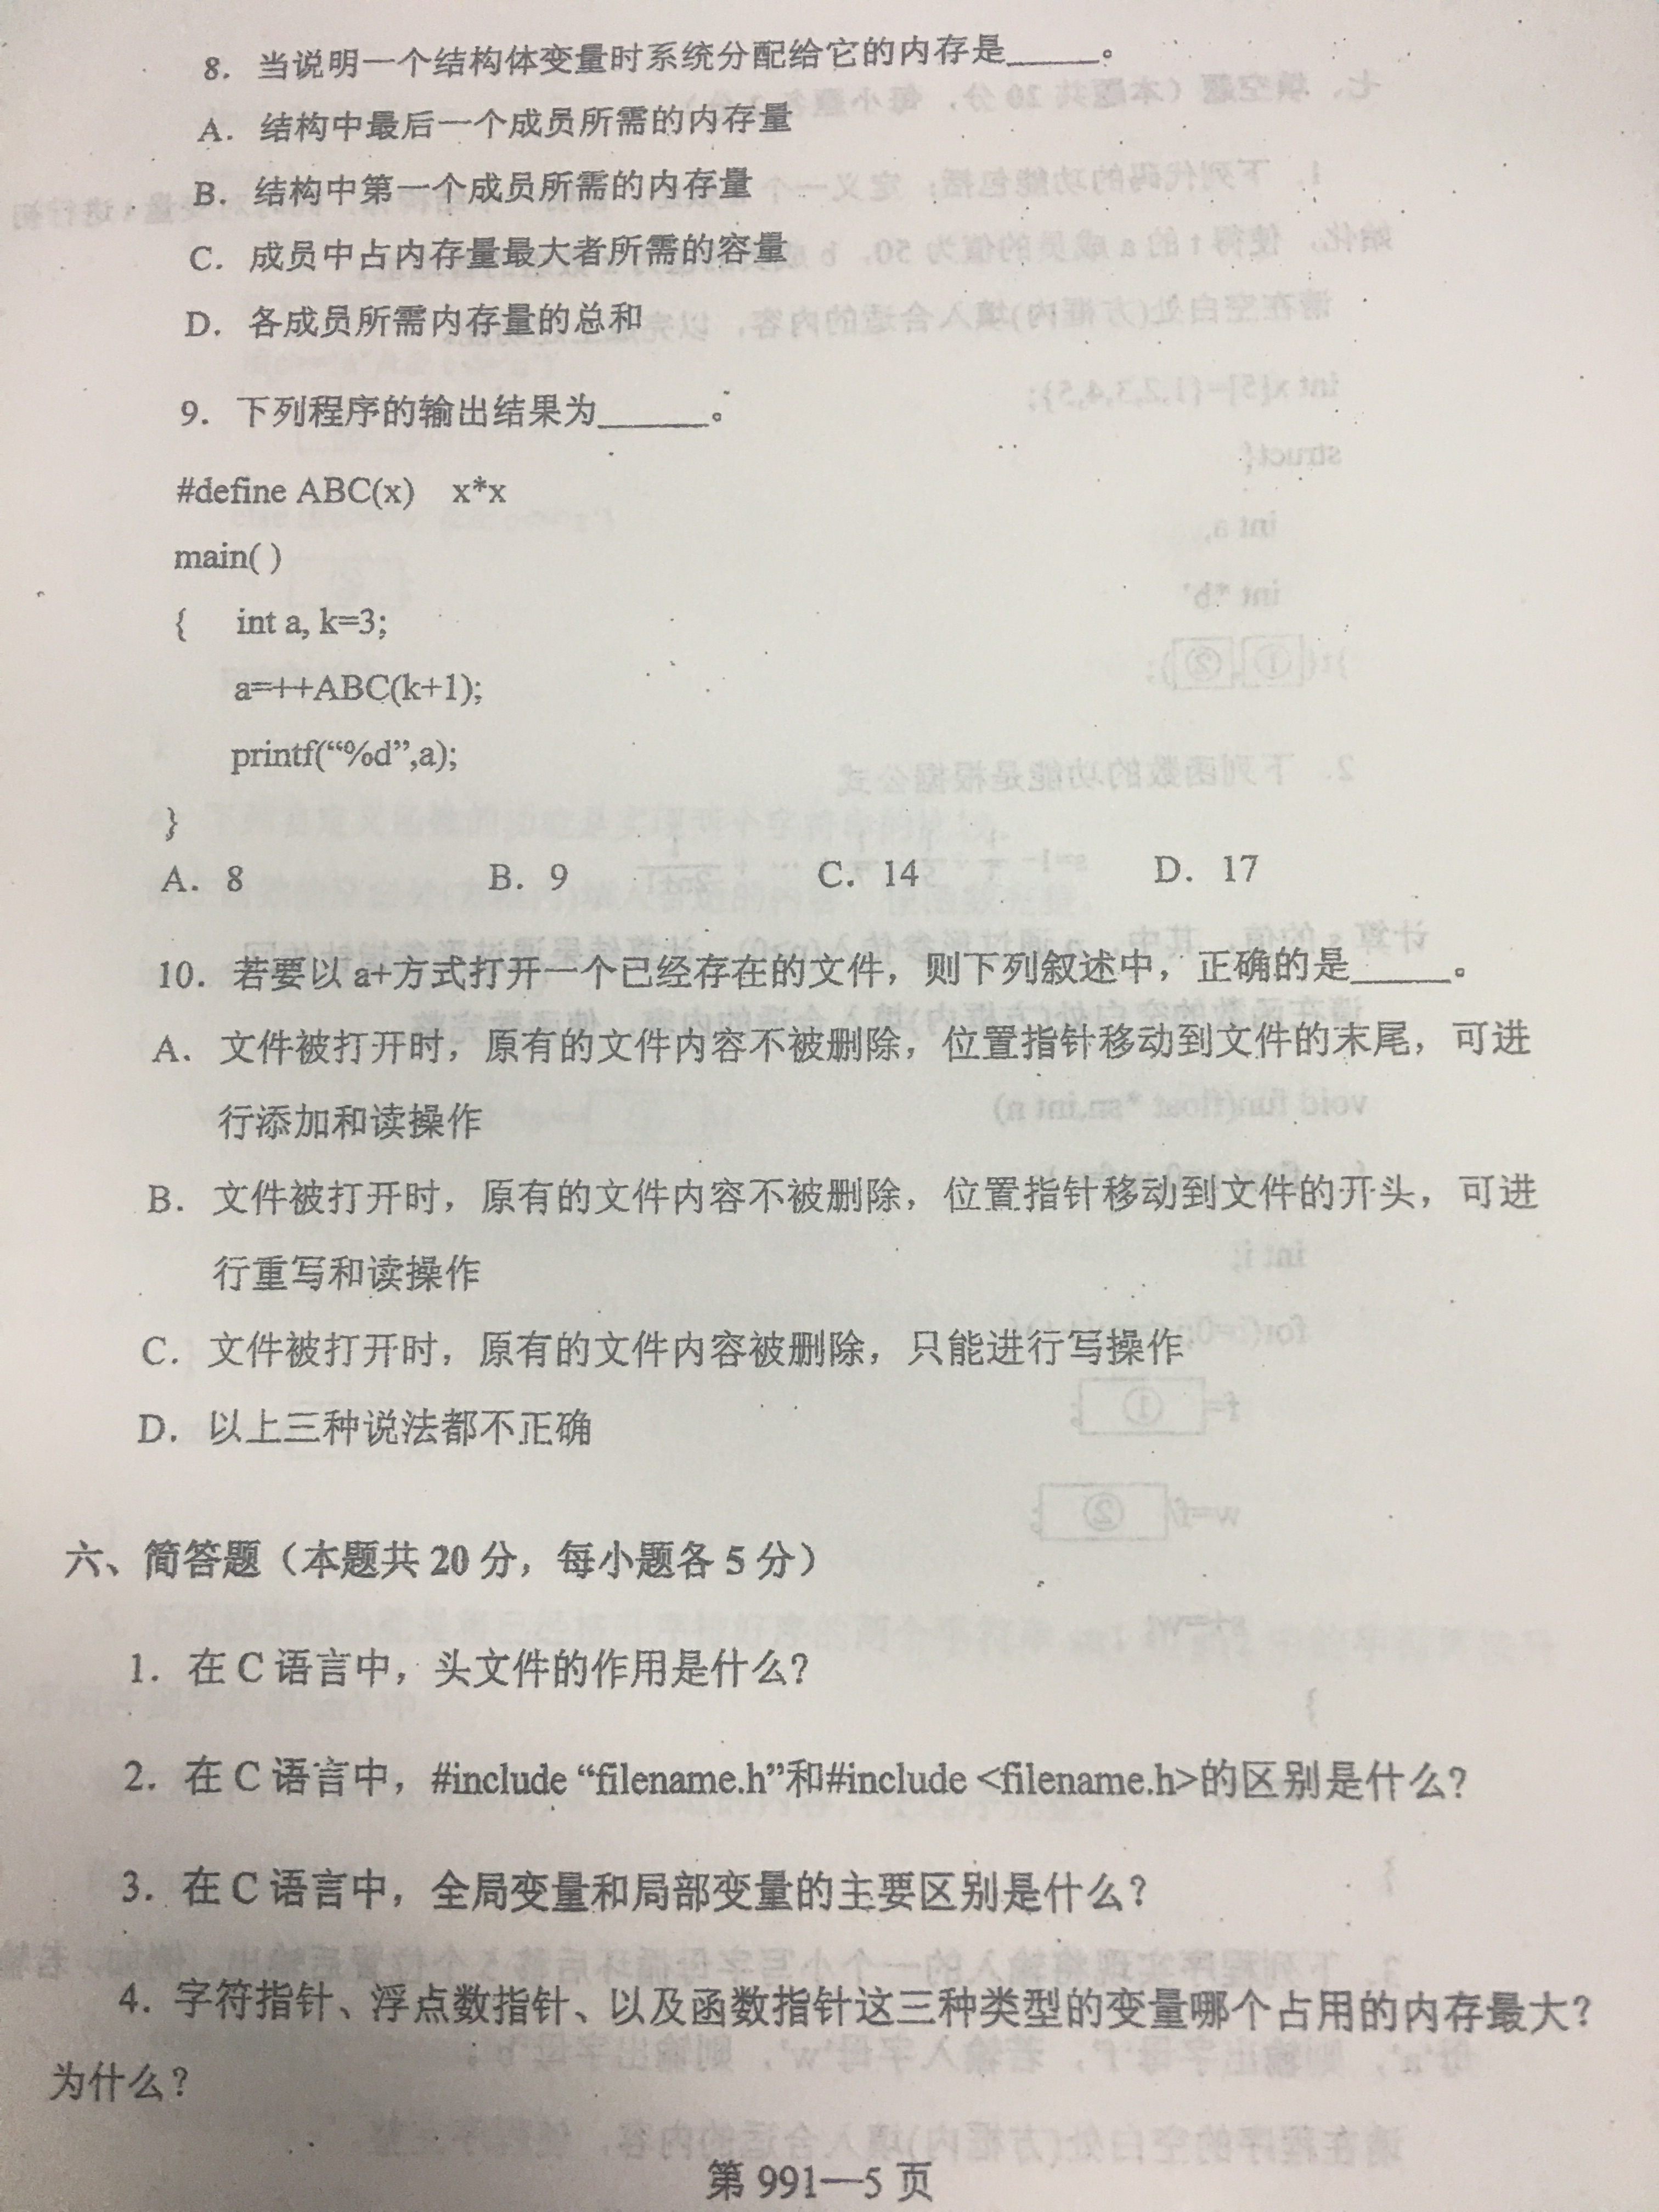 8. 当说明一个结构体变量时系统分配给它的内存是_____。
A. 结构中最后一个成员所需的内存量
B. 结构中第一个成员所需的内存量
C. 成员中占内存量最大者所需的容量
D. 各成员所需内存量的总和
9. 下列程序的输出结果为______。
#define ABC(x) x*x
main( )
{ int a, k=3;
a=++ABC(k+1);
printf(“%d”,a);
}
A. 8 B. 9 C. 14 D. 17
10. 若要以 a+方式打开一个已经存在的文件，则下列叙述中，正确的是_____。
A. 文件被打开时，原有的文件内容不被删除，位置指针移动到文件的末尾，可进
行添加和读操作
B. 文件被打开时，原有的文件内容不被删除，位置指针移动到文件的开头，可进
行重写和读操作
C. 文件被打开时，原有的文件内容被删除，只能进行写操作
D. 以上三种说法都不正确
六、简答题（本题共 20 分，每小题各 5 分）
1. 在 C 语言中，头文件的作用是什么？
2. 在 C 语言中，#include “filename.h”和#include <filename.h>的区别是什么？
3. 在 C 语言中，全局变量和局部变量的主要区别是什么？
4. 字符指针、浮点数指针、以及函数指针这三种类型的变量哪个占用的内存最大？
为什么？
第 991—5 页